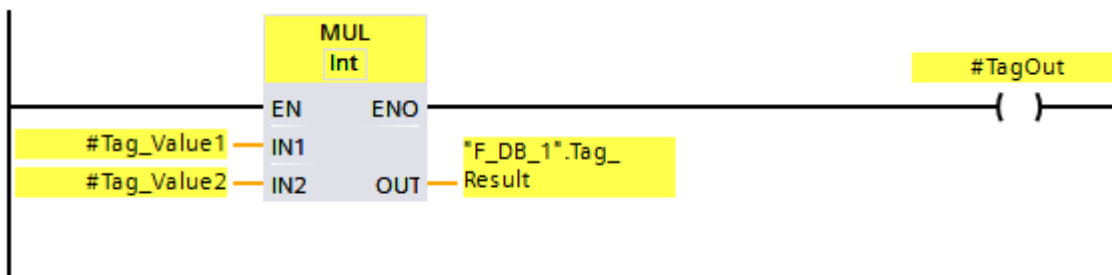 MUL
Int
#TagOut
EN ENO
#Tag_Value1 IN1
"F_DB_1".Tag_
#Tag_Value2 IN2 OUT Result